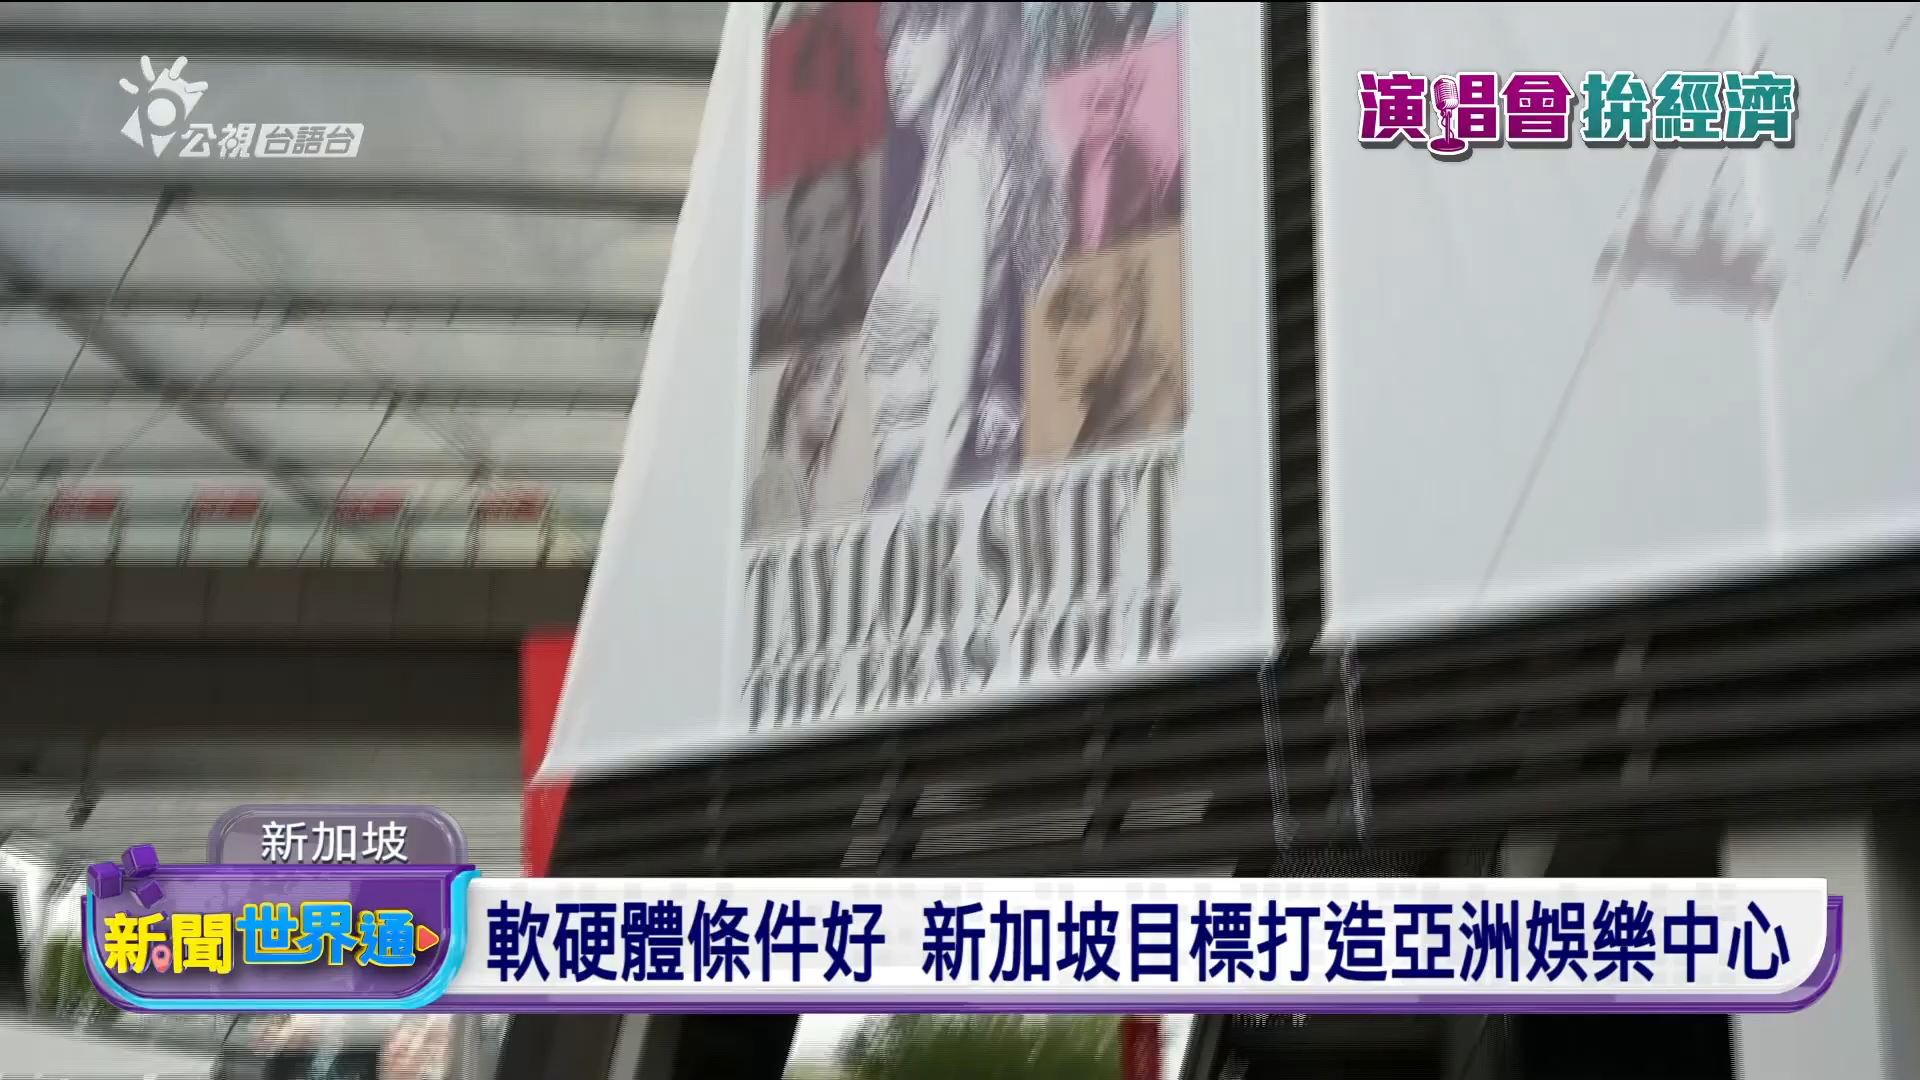 公視台語台
演唱會拚經濟
TAYLOR SWIFT
THE ERAS TOUR
新加坡
新聞世界通
軟硬體條件好 新加坡目標打造亞洲娛樂中心